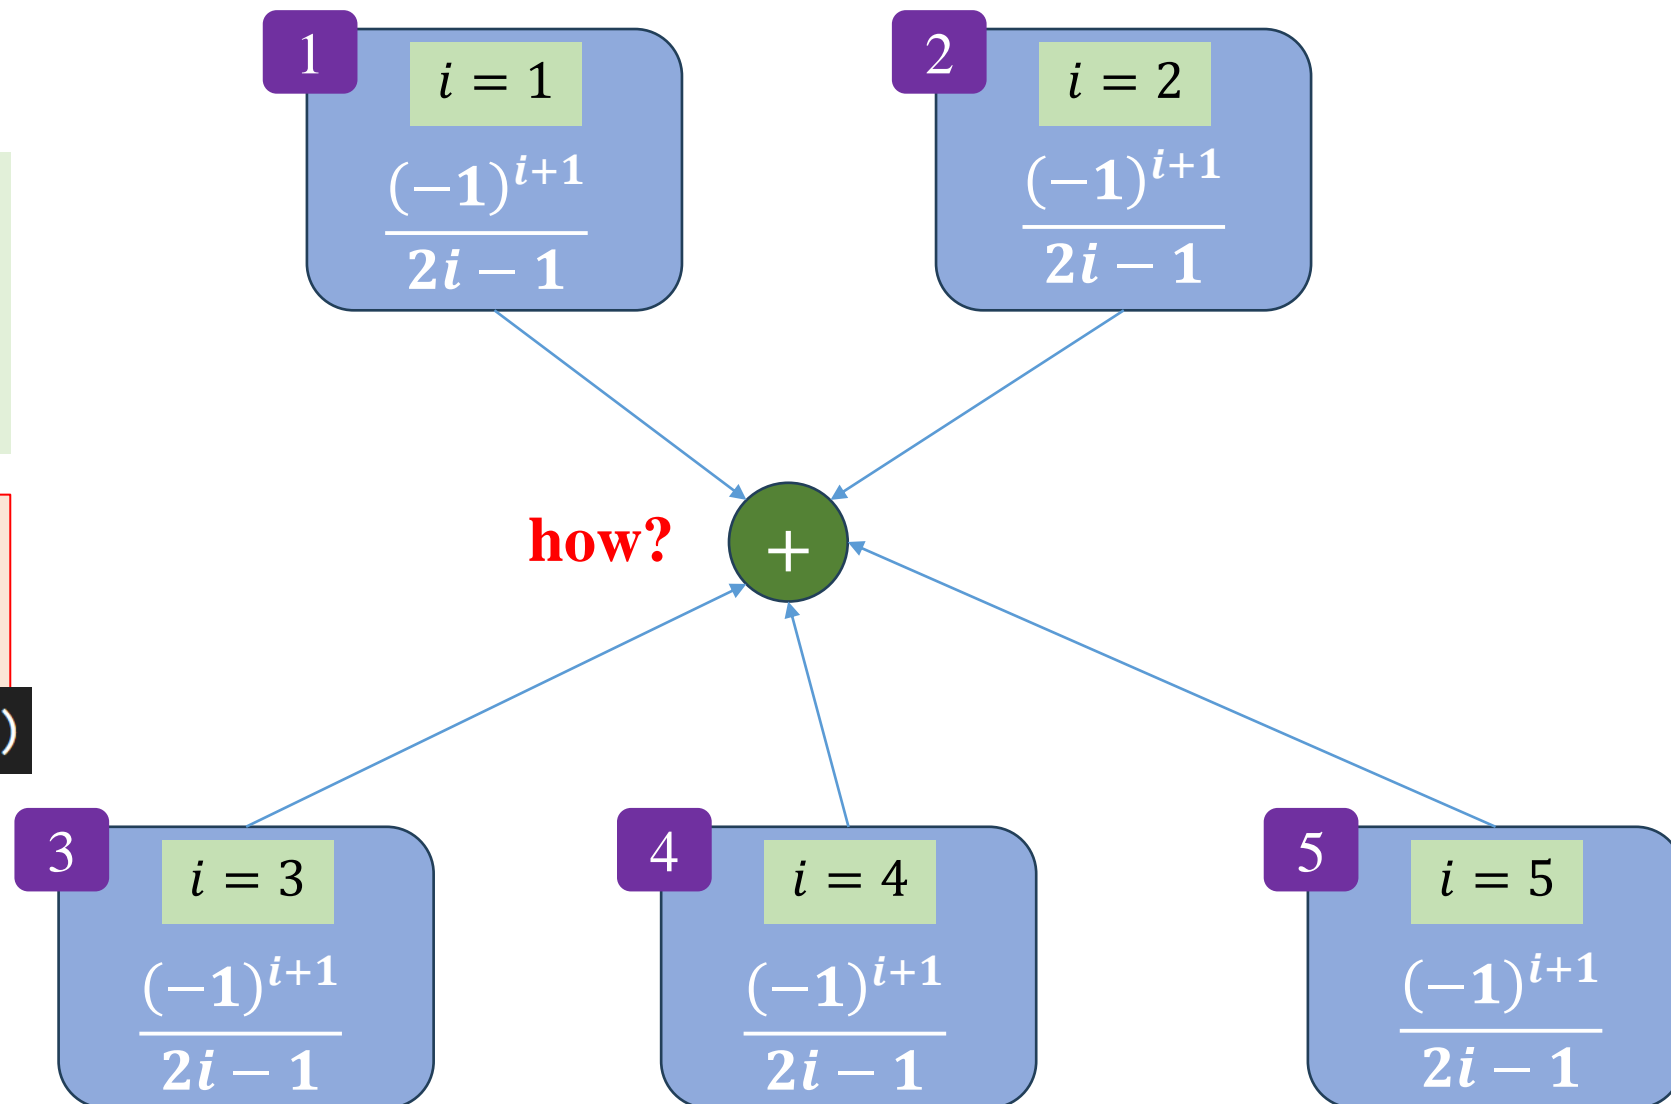 1
i = 1
(−1)^{i+1}
2i − 1
2
i = 2
(−1)^{i+1}
2i − 1
how?
+
)
3
i = 3
(−1)^{i+1}
2i − 1
4
i = 4
(−1)^{i+1}
2i − 1
5
i = 5
(−1)^{i+1}
2i − 1